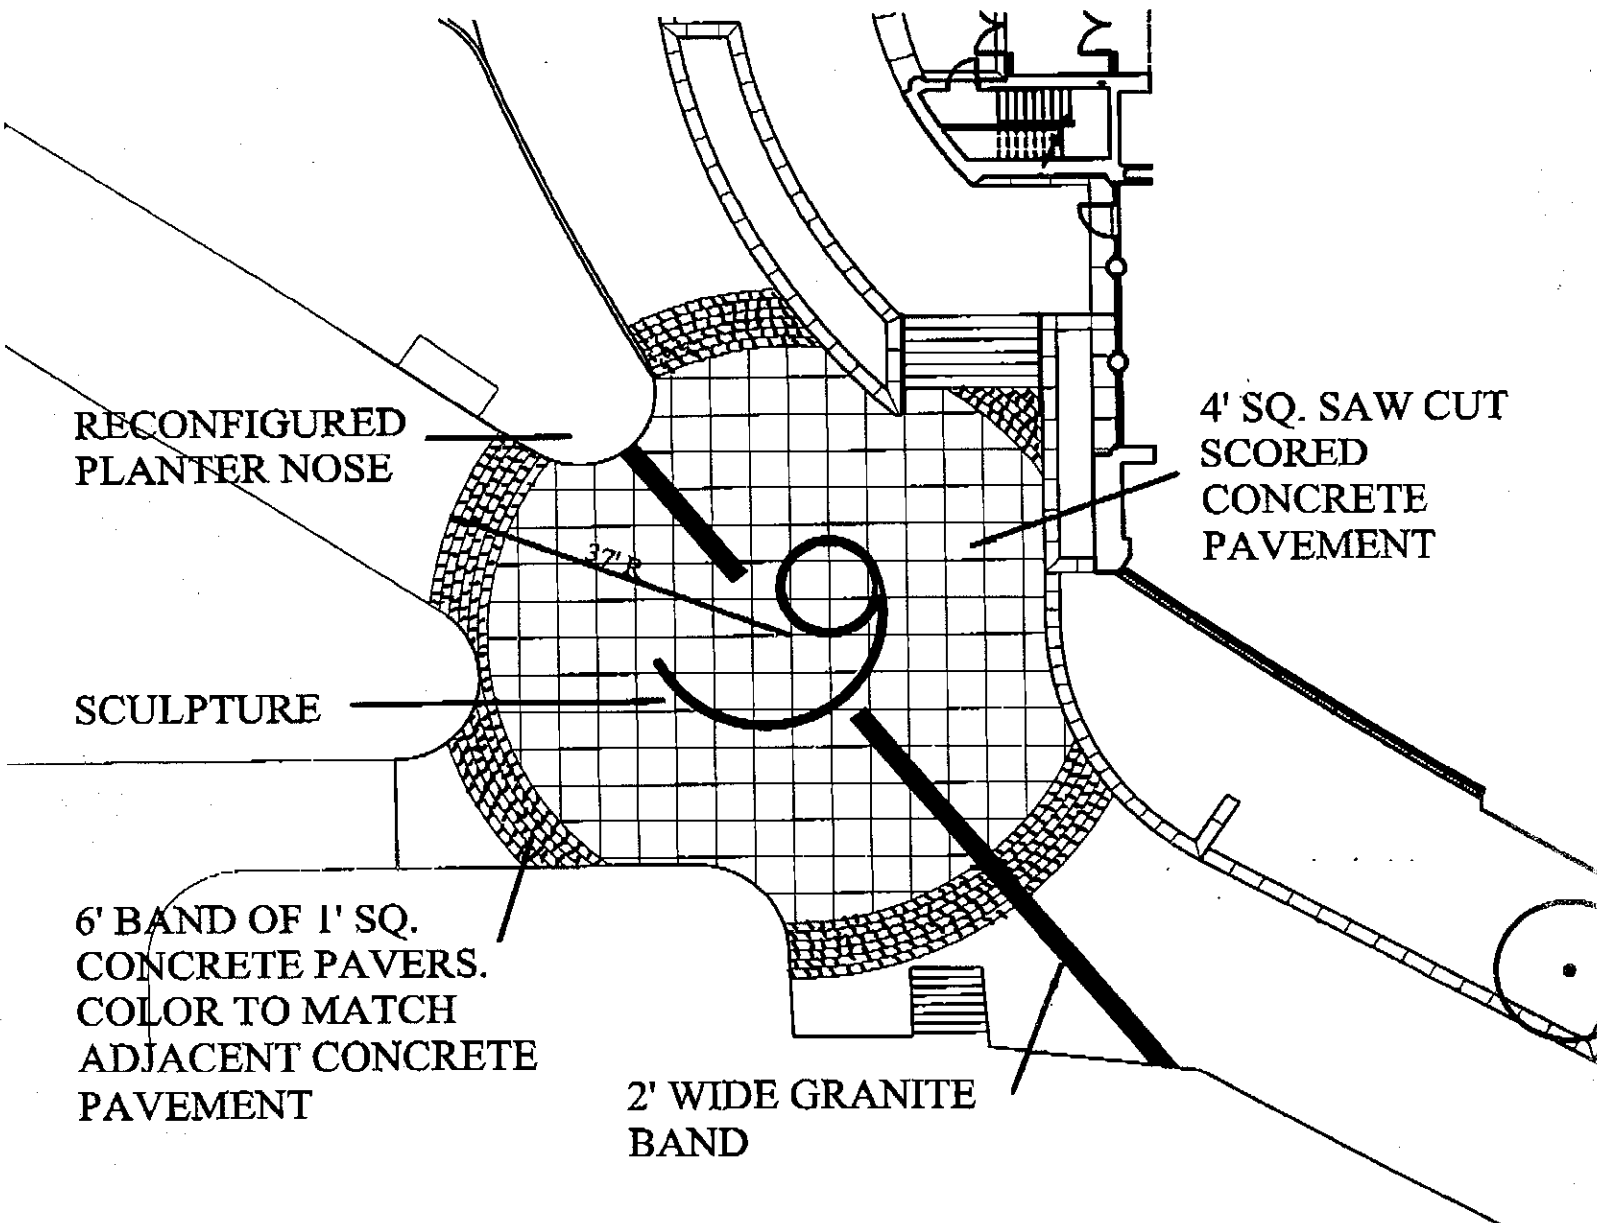 RECONFIGURED
PLANTER NOSE
4' SQ. SAW CUT
SCORED
CONCRETE
PAVEMENT
37' R
SCULPTURE
6' BAND OF 1' SQ.
CONCRETE PAVERS.
COLOR TO MATCH
ADJACENT CONCRETE
PAVEMENT
2' WIDE GRANITE
BAND